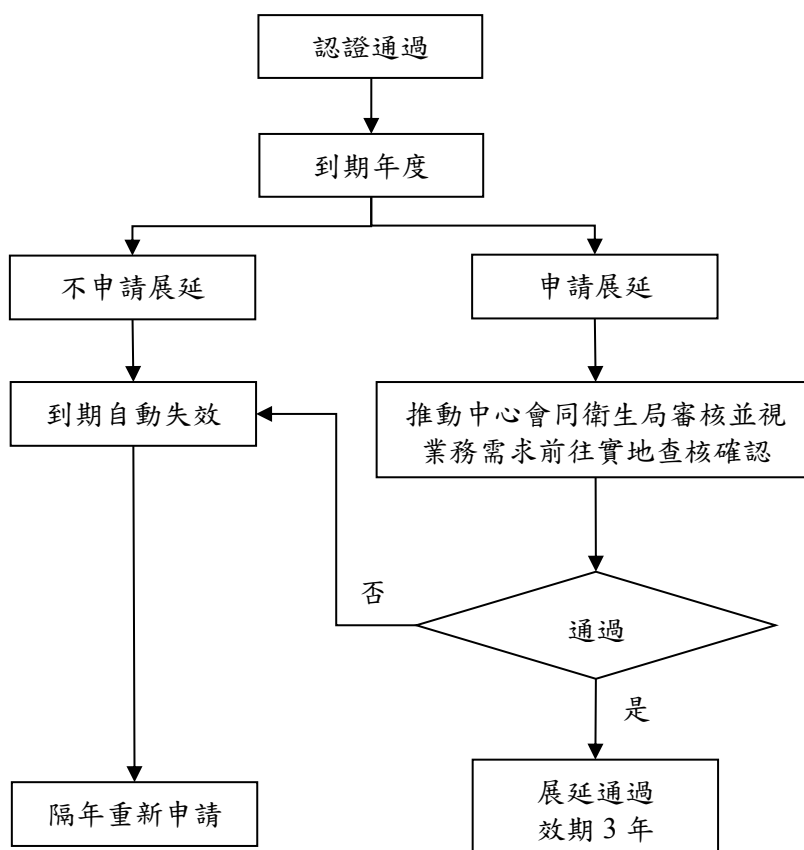 認證通過
到期年度
不申請展延
申請展延
到期自動失效
推動中心會同衛生局審核並視
業務需求前往實地查核確認
否
通過
是
隔年重新申請
展延通過
效期 3 年